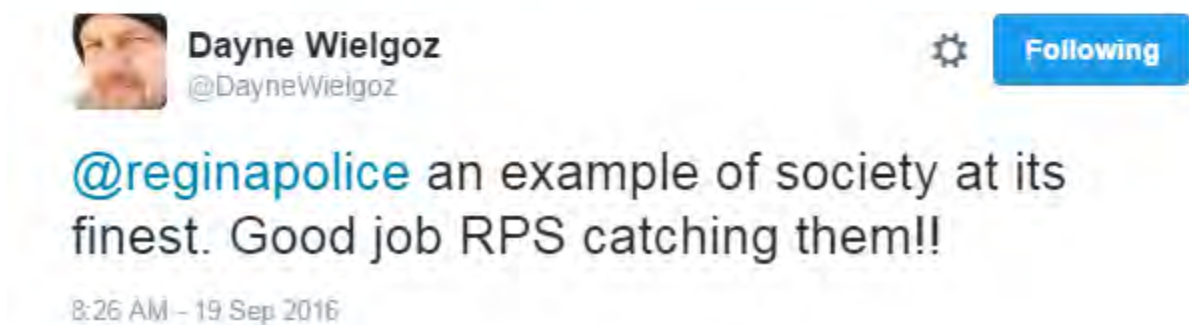 Dayne Wielgoz
@DayneWielgoz
Following
@reginapolice an example of society at its
finest. Good job RPS catching them!!
8:26 AM - 19 Sep 2016